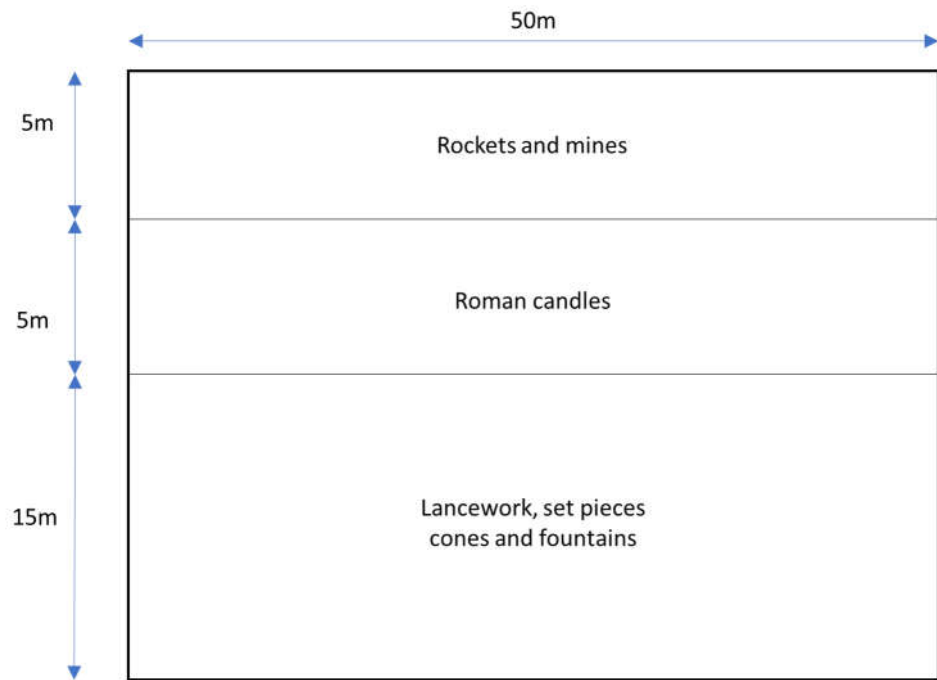 50m
5m
Rockets and mines
5m
Roman candles
15m
Lancework, set pieces
cones and fountains